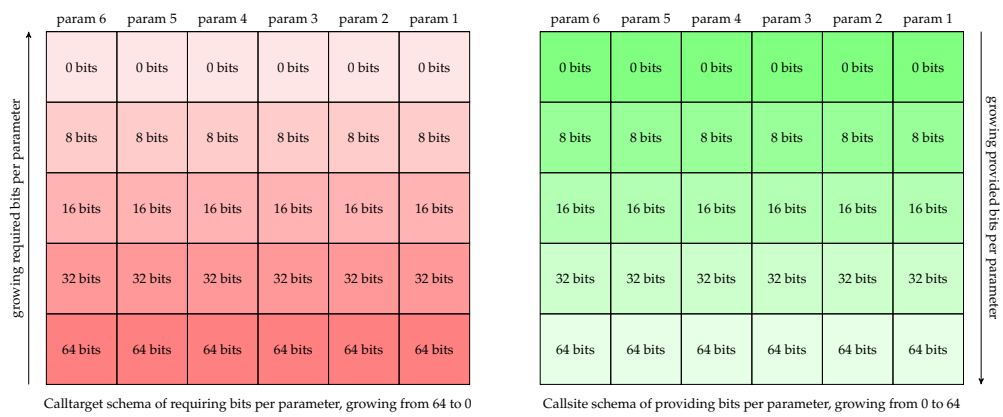 param 6 param 5 param 4 param 3 param 2 param 1
growing required bits per parameter
0 bits 0 bits 0 bits 0 bits 0 bits 0 bits
8 bits 8 bits 8 bits 8 bits 8 bits 8 bits
16 bits 16 bits 16 bits 16 bits 16 bits 16 bits
32 bits 32 bits 32 bits 32 bits 32 bits 32 bits
64 bits 64 bits 64 bits 64 bits 64 bits 64 bits
Calltarget schema of requiring bits per parameter, growing from 64 to 0
param 6 param 5 param 4 param 3 param 2 param 1
0 bits 0 bits 0 bits 0 bits 0 bits 0 bits
8 bits 8 bits 8 bits 8 bits 8 bits 8 bits
16 bits 16 bits 16 bits 16 bits 16 bits 16 bits
32 bits 32 bits 32 bits 32 bits 32 bits 32 bits
64 bits 64 bits 64 bits 64 bits 64 bits 64 bits
growing provided bits per parameter
Callsite schema of providing bits per parameter, growing from 0 to 64